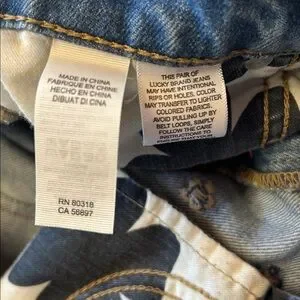 MADE IN CHINA
FABRIQUE EN CHINE
HECHO EN CHINA
DIBUAT DI CINA
RN 80318
CA 56897
THIS PAIR OF
LUCKY BRAND JEANS
MAY HAVE INTENTIONAL
RIPS OR HOLES. COLOR
MAY TRANSFER TO LIGHTER
COLORED FABRICS.
AVOID PULLING UP BY
BELT LOOPS, SIMPLY
FOLLOW THE CARE
INSTRUCTIONS